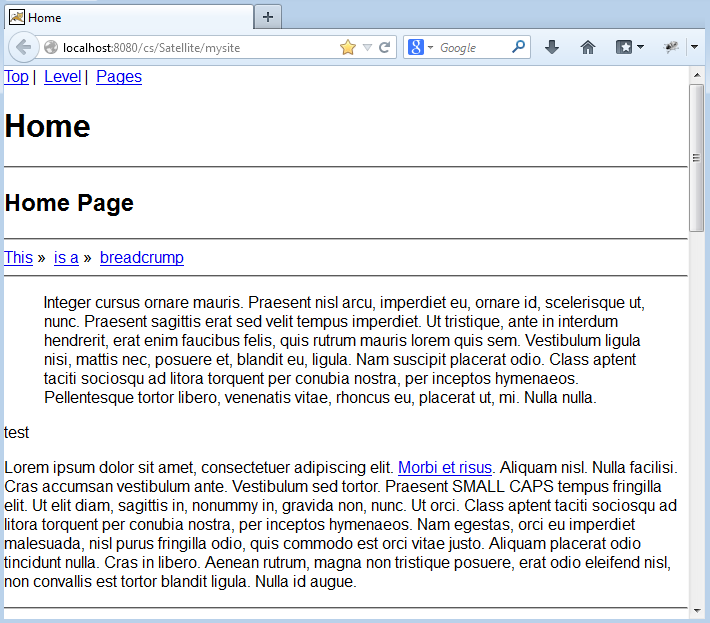 Home
localhost:8080/cs/Satellite/mysite
Google
Top | Level | Pages
Home
Home Page
This » is a » breadcrump
Integer cursus ornare mauris. Praesent nisl arcu, imperdiet eu, ornare id, scelerisque ut,
nunc. Praesent sagittis erat sed velit tempus imperdiet. Ut tristique, ante in interdum
hendrerit, erat enim faucibus felis, quis rutrum mauris lorem quis sem. Vestibulum ligula
nisi, mattis nec, posuere et, blandit eu, ligula. Nam suscipit placerat odio. Class aptent
taciti sociosqu ad litora torquent per conubia nostra, per inceptos hymenaeos.
Pellentesque tortor libero, venenatis vitae, rhoncus eu, placerat ut, mi. Nulla nulla.
test
Lorem ipsum dolor sit amet, consectetuer adipiscing elit. Morbi et risus. Aliquam nisl. Nulla facilisi.
Cras accumsan vestibulum ante. Vestibulum sed tortor. Praesent SMALL CAPS tempus fringilla
elit. Ut elit diam, sagittis in, nonummy in, gravida non, nunc. Ut orci. Class aptent taciti sociosqu ad
litora torquent per conubia nostra, per inceptos hymenaeos. Nam egestas, orci eu imperdiet
malesuada, nisl purus fringilla odio, quis commodo est orci vitae justo. Aliquam placerat odio
tincidunt nulla. Cras in libero. Aenean rutrum, magna non tristique posuere, erat odio eleifend nisl,
non convallis est tortor blandit ligula. Nulla id augue.